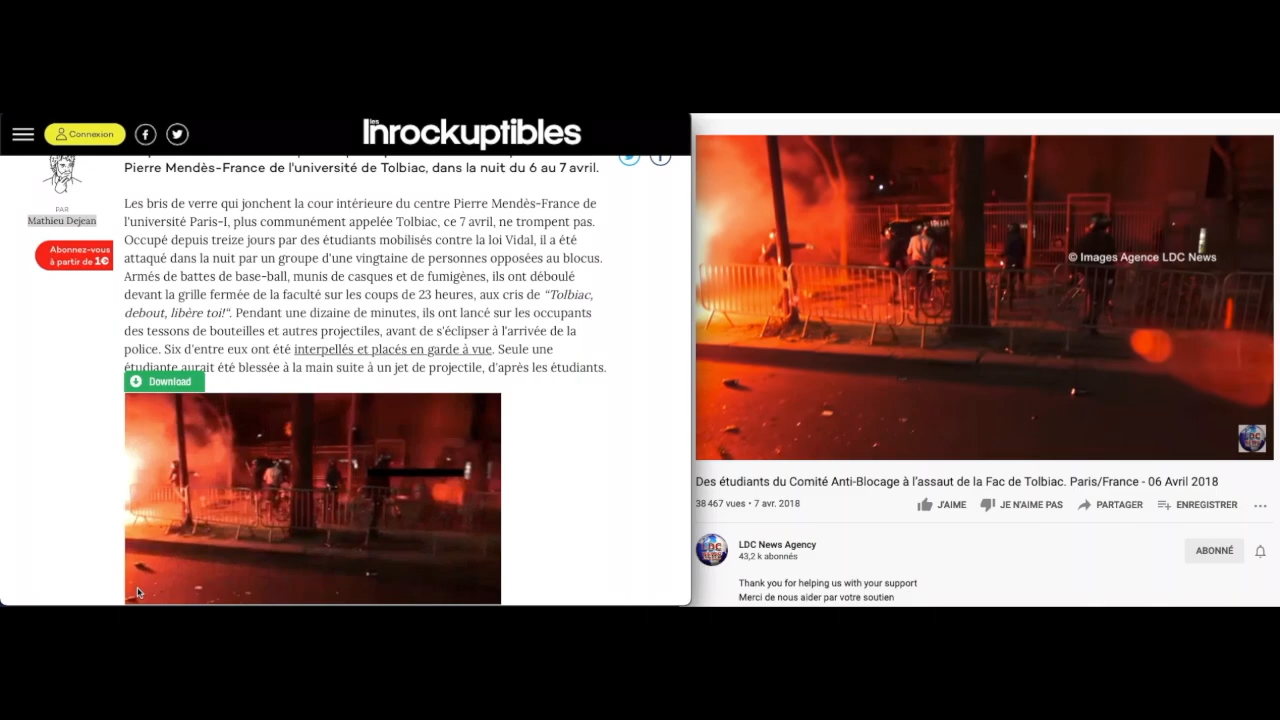 Connexion
les
Inrockuptibles
Pierre Mendès-France de l'université de Tolbiac, dans la nuit du 6 au 7 avril.
PAR
Mathieu Dejean
Abonnez-vous
à partir de 1€
Les bris de verre qui jonchent la cour intérieure du centre Pierre Mendès-France de
l'université Paris-I, plus communément appelée Tolbiac, ce 7 avril, ne trompent pas.
Occupé depuis treize jours par des étudiants mobilisés contre la loi Vidal, il a été
attaqué dans la nuit par un groupe d'une vingtaine de personnes opposées au blocus.
Armés de battes de base-ball, munis de casques et de fumigènes, ils ont déboulé
devant la grille fermée de la faculté sur les coups de 23 heures, aux cris de “Tolbiac,
debout, libère toi!“. Pendant une dizaine de minutes, ils ont lancé sur les occupants
des tessons de bouteilles et autres projectiles, avant de s'éclipser à l'arrivée de la
police. Six d'entre eux ont été interpellés et placés en garde à vue. Seule une
étudiante aurait été blessée à la main suite à un jet de projectile, d'après les étudiants.
Download
© Images Agence LDC News
LDC
NEWS
Des étudiants du Comité Anti-Blocage à l'assaut de la Fac de Tolbiac. Paris/France - 06 Avril 2018
38 467 vues • 7 avr. 2018
J'AIME
JE N'AIME PAS
PARTAGER
ENREGISTRER
LDC
NEWS
LDC News Agency
43,2 k abonnés
ABONNÉ
Thank you for helping us with your support
Merci de nous aider par votre soutien